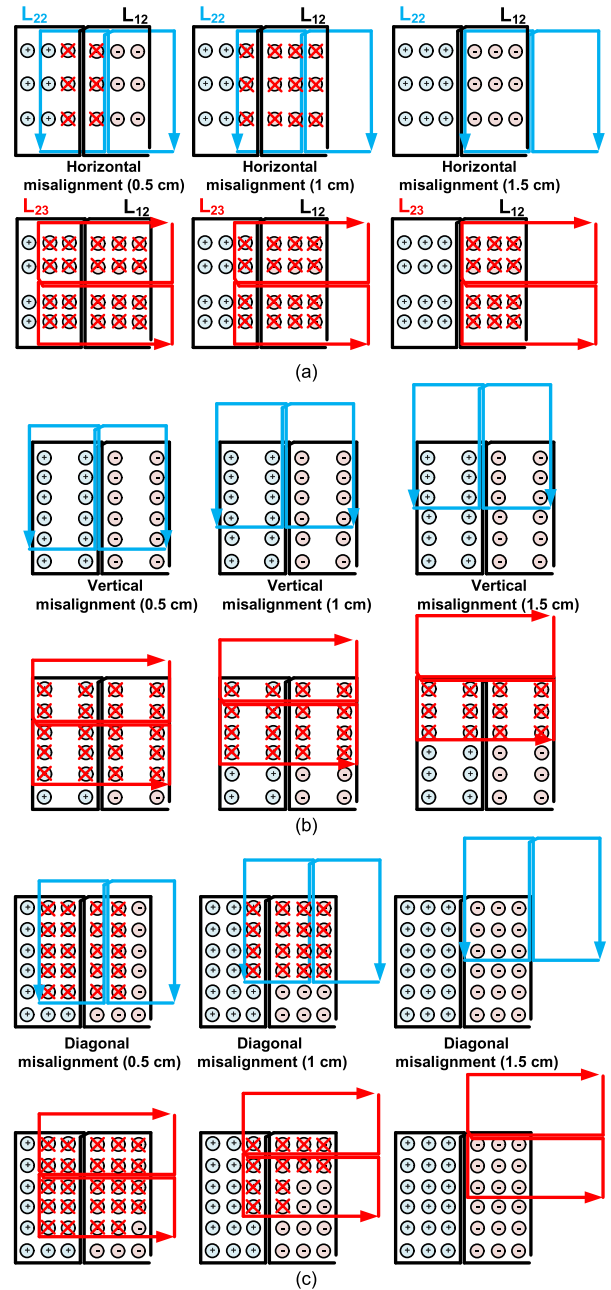 L22 L12 L22 L12 L22 L12
Horizontal
misalignment (0.5 cm)
Horizontal
misalignment (1 cm)
Horizontal
misalignment (1.5 cm)
L23 L12 L23 L12 L23 L12
(a)
Vertical
misalignment (0.5 cm)
Vertical
misalignment (1 cm)
Vertical
misalignment (1.5 cm)
(b)
Diagonal
misalignment (0.5 cm)
Diagonal
misalignment (1 cm)
Diagonal
misalignment (1.5 cm)
(c)